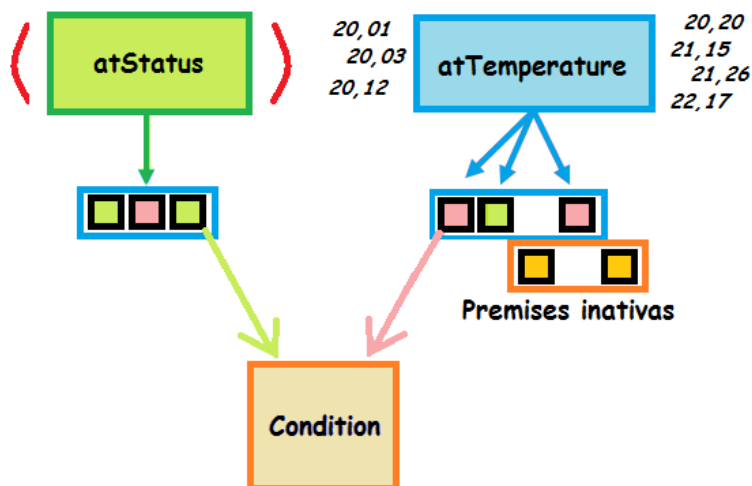 atStatus
20,01
20,03
20,12
atTemperature
20,20
21,15
21,26
22,17
Premises inativas
Condition